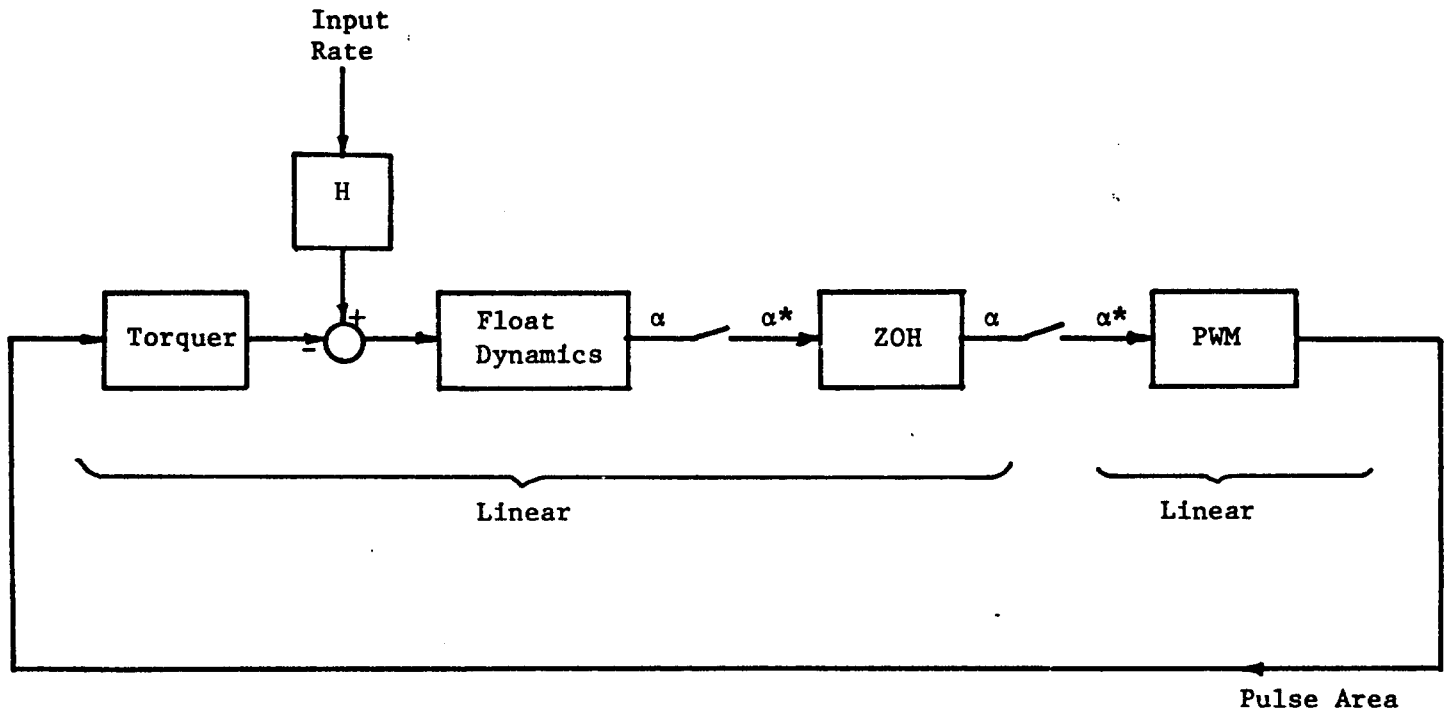 Input
Rate
H
Torquer
-
+
Float
Dynamics
α
α*
ZOH
α
α*
PWM
Linear
Linear
Pulse Area